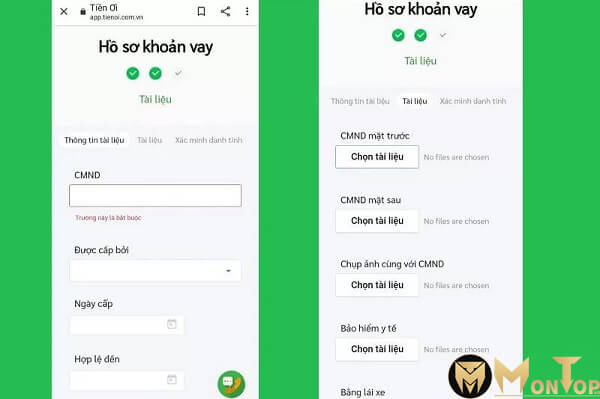 Tiền Ơi
app.tienoi.com.vn
Hồ sơ khoản vay
Tài liệu
Thông tin tài liệu Tài liệu Xác minh danh tính
CMND
Trường này là bắt buộc
Được cấp bởi
Ngày cấp
Hợp lệ đến
Hồ sơ khoản vay
Tài liệu
Thông tin tài liệu Tài liệu Xác minh danh tính
CMND mặt trước
Chọn tài liệu No files are chosen
CMND mặt sau
Chọn tài liệu No files are chosen
Chụp ảnh cùng với CMND
Chọn tài liệu No files are chosen
Bảo hiểm y tế
Chọn tài liệu No files are chosen
Bằng lái xe
MONTOP